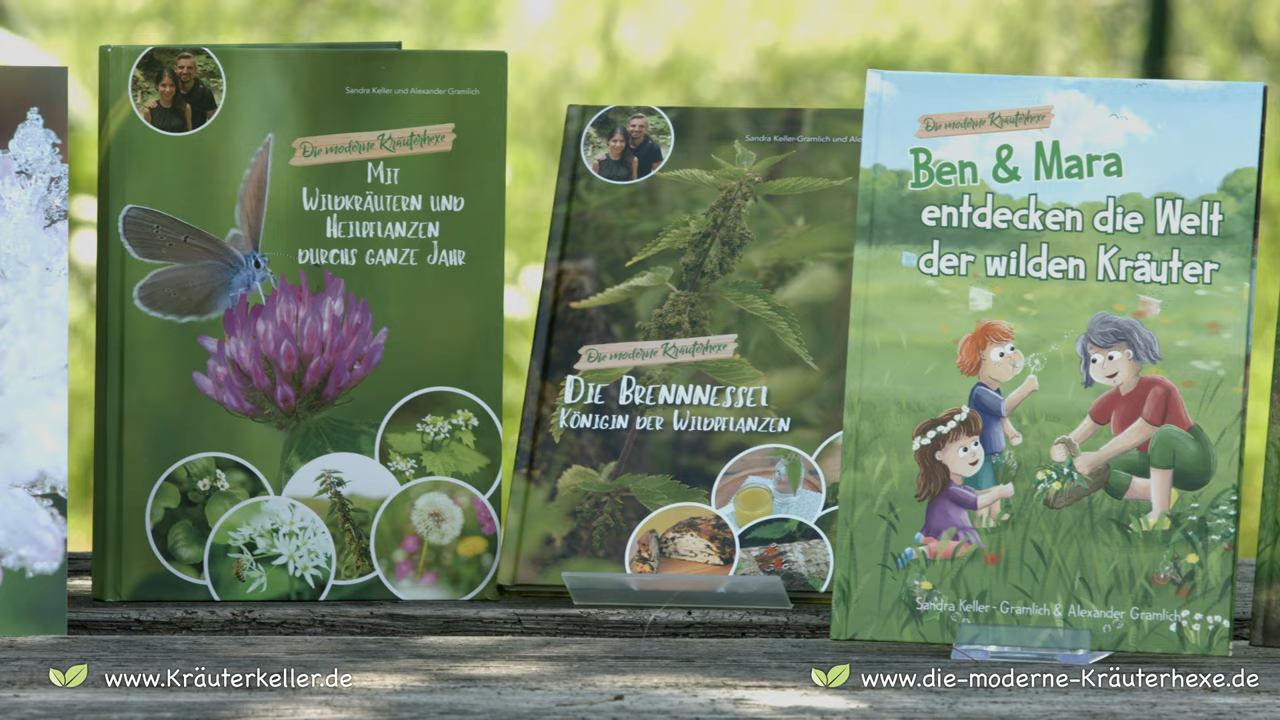 Sandra Keller und Alexander Gramlich
Die moderne Kräuterhexe
Mit
Wildkräutern und
Heilpflanzen
durchs ganze Jahr
Sandra Keller-Gramlich und Ale
Die moderne Kräuterhexe
Die Brennnessel
Königin der Wildpflanzen
Die moderne Kräuterhexe
Ben & Mara
entdecken die Welt
der wilden Kräuter
Sandra Keller - Gramlich & Alexander Gramlich
www.Kräuterkeller.de
www.die-moderne-Kräuterhexe.de